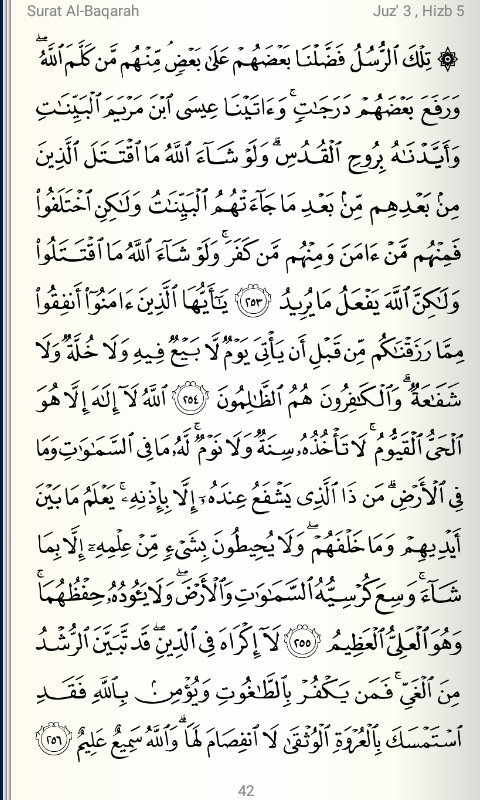 Surat Al-Baqarah
Juz' 3 , Hizb 5
۞ تِلْكَ ٱلرُّسُلُ فَضَّلْنَا بَعْضَهُمْ عَلَىٰ بَعْضٍۢ ۘ مِّنْهُم مَّن كَلَّمَ ٱللَّهُ ۖ
وَرَفَعَ بَعْضَهُمْ دَرَجَـٰتٍۢ ۚ وَءَاتَيْنَا عِيسَى ٱبْنَ مَرْيَمَ ٱلْبَيِّنَـٰتِ
وَأَيَّدْنَـٰهُ بِرُوحِ ٱلْقُدُسِ ۗ وَلَوْ شَآءَ ٱللَّهُ مَا ٱقْتَتَلَ ٱلَّذِينَ
مِنۢ بَعْدِهِم مِّنۢ بَعْدِ مَا جَآءَتْهُمُ ٱلْبَيِّنَـٰتُ وَلَـٰكِنِ ٱخْتَلَفُوا۟
فَمِنْهُم مَّنْ ءَامَنَ وَمِنْهُم مَّن كَفَرَ ۚ وَلَوْ شَآءَ ٱللَّهُ مَا ٱقْتَتَلُوا۟
وَلَـٰكِنَّ ٱللَّهَ يَفْعَلُ مَا يُرِيدُ ٢٥٣ يَـٰٓأَيُّهَا ٱلَّذِينَ ءَامَنُوٓا۟ أَنفِقُوا۟
مِمَّا رَزَقْنَـٰكُم مِّن قَبْلِ أَن يَأْتِىَ يَوْمٌۭ لَّا بَيْعٌۭ فِيهِ وَلَا خُلَّةٌۭ وَلَا
شَفَـٰعَةٌۭ ۗ وَٱلْكَـٰفِرُونَ هُمُ ٱلظَّـٰلِمُونَ ٢٥٤ ٱللَّهُ لَآ إِلَـٰهَ إِلَّا هُوَ
ٱلْحَىُّ ٱلْقَيُّومُ ۚ لَا تَأْخُذُهُۥ سِنَةٌۭ وَلَا نَوْمٌۭ ۚ لَّهُۥ مَا فِى ٱلسَّمَـٰوَٰتِ وَمَا
فِى ٱلْأَرْضِ ۗ مَن ذَا ٱلَّذِى يَشْفَعُ عِندَهُۥٓ إِلَّا بِإِذْنِهِۦ ۚ يَعْلَمُ مَا بَيْنَ
أَيْدِيهِمْ وَمَا خَلْفَهُمْ ۖ وَلَا يُحِيطُونَ بِشَىْءٍۢ مِّنْ عِلْمِهِۦٓ إِلَّا بِمَا
شَآءَ ۚ وَسِعَ كُرْسِيُّهُ ٱلسَّمَـٰوَٰتِ وَٱلْأَرْضَ ۖ وَلَا يَـُٔودُهُۥ حِفْظُهُمَا ۚ
وَهُوَ ٱلْعَلِىُّ ٱلْعَظِيمُ ٢٥٥ لَآ إِكْرَاهَ فِى ٱلدِّينِ ۖ قَد تَّبَيَّنَ ٱلرُّشْدُ
مِنَ ٱلْغَىِّ ۚ فَمَن يَكْفُرْ بِٱلطَّـٰغُوتِ وَيُؤْمِنۢ بِٱللَّهِ فَقَدِ
ٱسْتَمْسَكَ بِٱلْعُرْوَةِ ٱلْوُثْقَىٰ لَا ٱنفِصَامَ لَهَا ۗ وَٱللَّهُ سَمِيعٌ عَلِيمٌ ٢٥٦
42